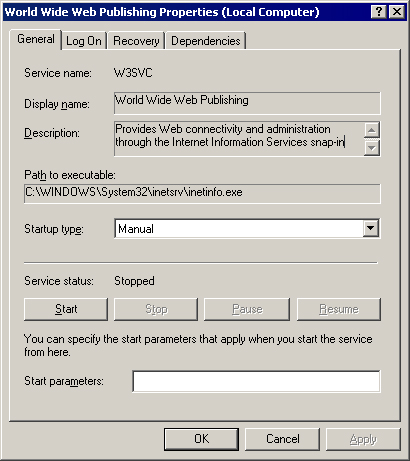 World Wide Web Publishing Properties (Local Computer)
General Log On Recovery Dependencies
Service name: W3SVC
Display name: World Wide Web Publishing
Description: Provides Web connectivity and administration
through the Internet Information Services snap-in
Path to executable:
C:\WINDOWS\System32\inetsrv\inetinfo.exe
Startup type: Manual
Service status: Stopped
Start Stop Pause Resume
You can specify the start parameters that apply when you start the service
from here.
Start parameters:
OK Cancel Apply